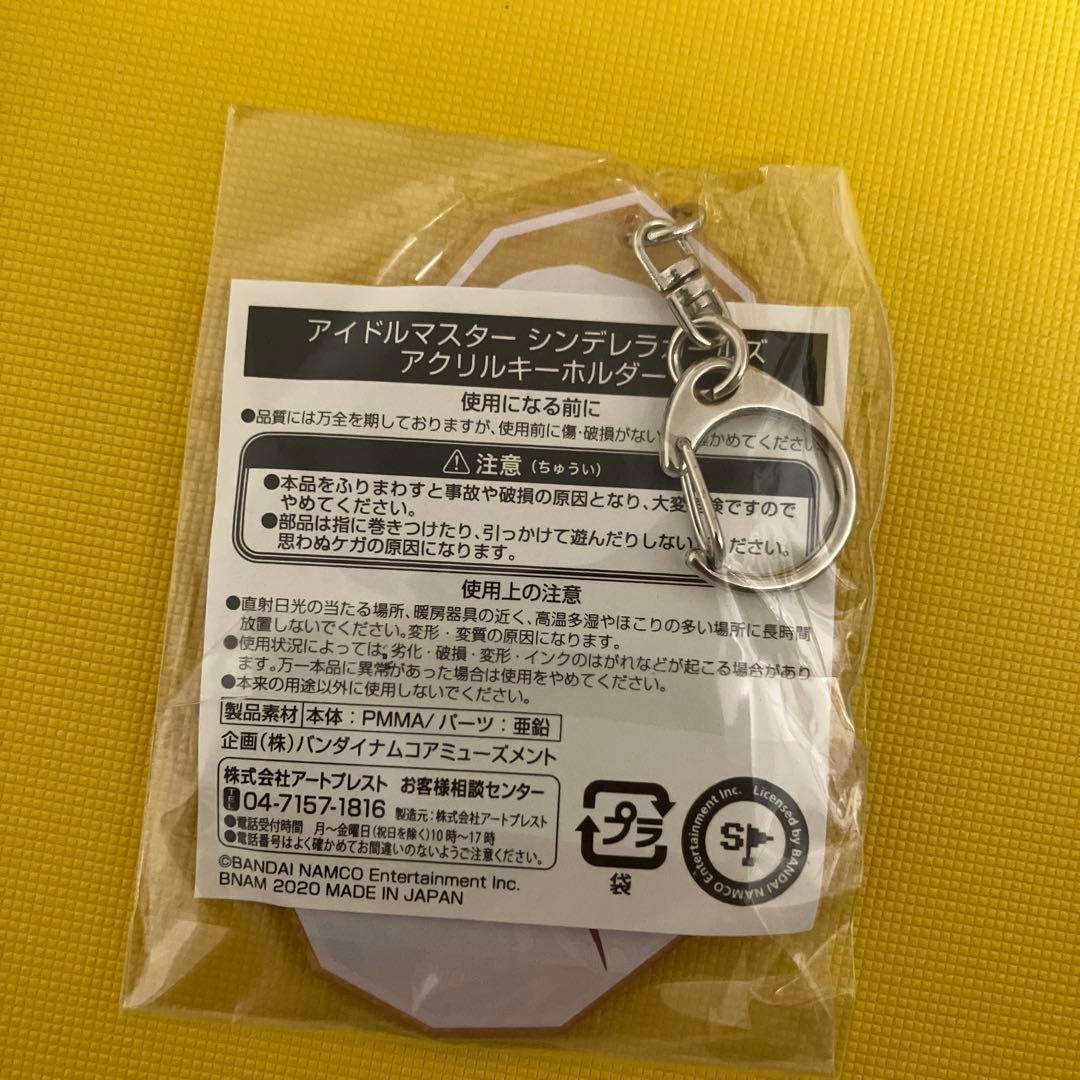 アイドルマスター シンデレラガールズ
アクリルキーホルダー
使用になる前に
●品質には万全を期しておりますが、使用前に傷・破損がない かめてください
⚠ 注意 (ちゅうい)
●本品をふりまわすと事故や破損の原因となり、大変 険ですので
やめてください。
●部品は指に巻きつけたり、引っかけて遊んだりしない ください。
思わぬケガの原因になります。
使用上の注意
●直射日光の当たる場所、暖房器具の近く、高温多湿やほこりの多い場所に長時間
放置しないでください。変形・変質の原因になります。
●使用状況によっては、劣化・破損・変形・インクのはがれなどが起こる場合があり
ます。万一本品に異常があった場合は使用をやめてください。
●本来の用途以外に使用しないでください。
製品素材 本体：PMMA/パーツ：亜鉛
企画(株)バンダイナムコアミューズメント
株式会社アートプレスト お客様相談センター
TEL 04-7157-1816 製造元：株式会社アートプレスト
●電話受付時間 月～金曜日(祝日を除く)10時～17時
●電話番号はよく確かめてお間違いのないようご注意ください。
©BANDAI NAMCO Entertainment Inc.
BNAM 2020 MADE IN JAPAN
プラ
袋
Licensed by BANDAI NAMCO Entertainment Inc.
SP